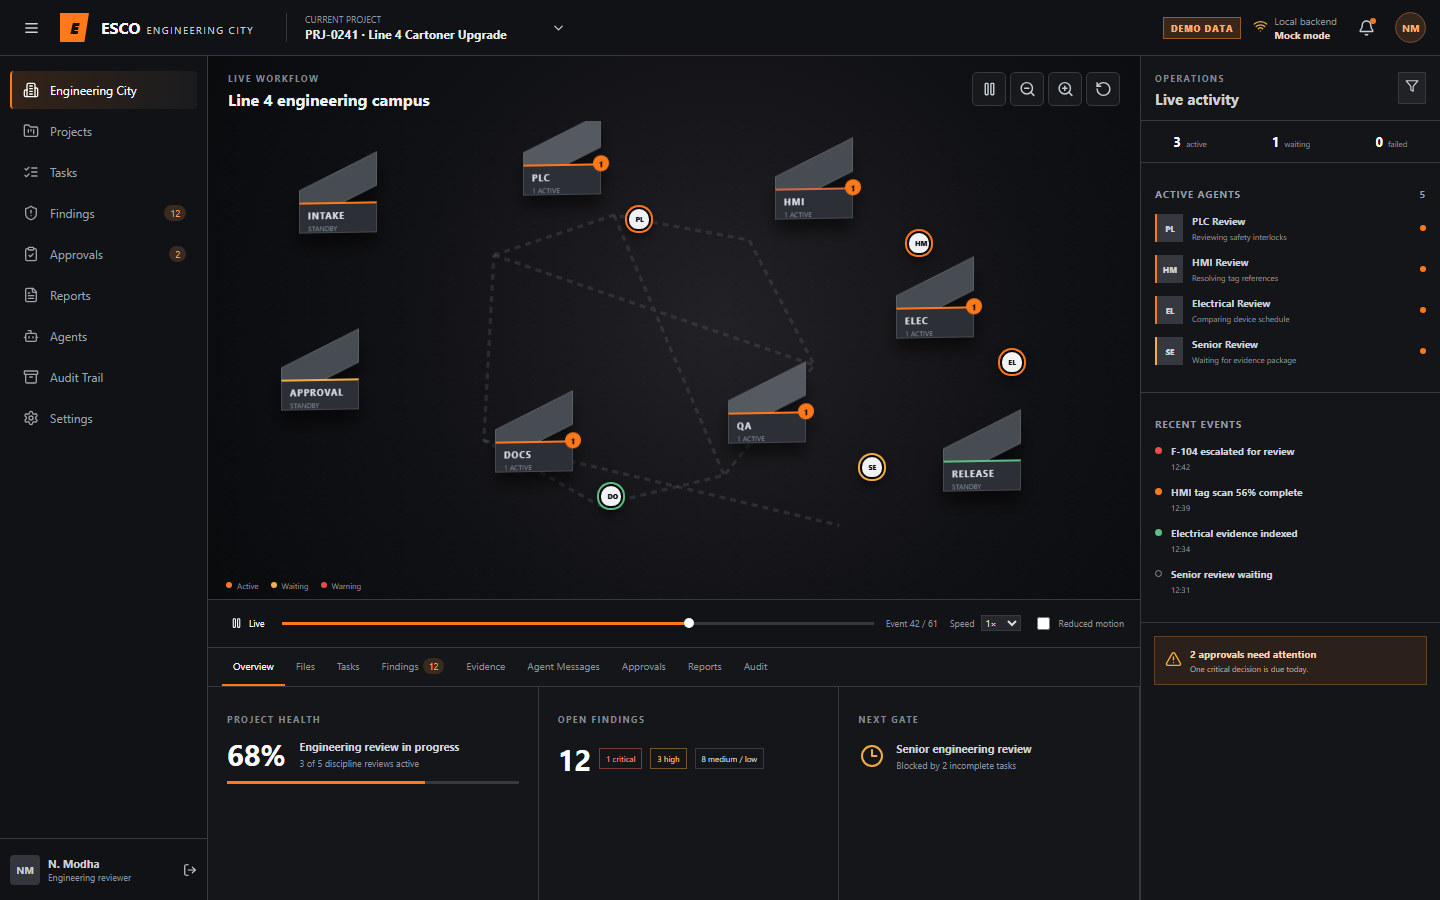 E ESCO ENGINEERING CITY
CURRENT PROJECT
PRJ-0241 · Line 4 Cartoner Upgrade
DEMO DATA
Local backend
Mock mode
NM
Engineering City
Projects
Tasks
Findings 12
Approvals 2
Reports
Agents
Audit Trail
Settings
NM
N. Modha
Engineering reviewer
LIVE WORKFLOW
Line 4 engineering campus
INTAKE
STANDBY
PLC
1 ACTIVE
1
PL
HMI
1 ACTIVE
1
HM
ELEC
1 ACTIVE
1
EL
APPROVAL
STANDBY
DOCS
1 ACTIVE
1
DO
QA
1 ACTIVE
1
SE
RELEASE
STANDBY
Active Waiting Warning
Live
Event 42 / 61 Speed 1× Reduced motion
Overview Files Tasks Findings 12 Evidence Agent Messages Approvals Reports Audit
PROJECT HEALTH
68%
Engineering review in progress
3 of 5 discipline reviews active
OPEN FINDINGS
12 1 critical 3 high 8 medium / low
NEXT GATE
Senior engineering review
Blocked by 2 incomplete tasks
OPERATIONS
Live activity
3 active 1 waiting 0 failed
ACTIVE AGENTS 5
PL
PLC Review
Reviewing safety interlocks
HM
HMI Review
Resolving tag references
EL
Electrical Review
Comparing device schedule
SE
Senior Review
Waiting for evidence package
RECENT EVENTS
F-104 escalated for review
12:42
HMI tag scan 56% complete
12:39
Electrical evidence indexed
12:34
Senior review waiting
12:31
2 approvals need attention
One critical decision is due today.